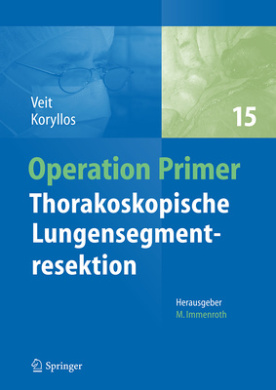 Veit
Koryllos
15
Operation Primer
Thorakoskopische
Lungensegment-
resektion
Herausgeber
M. Immenroth
Springer